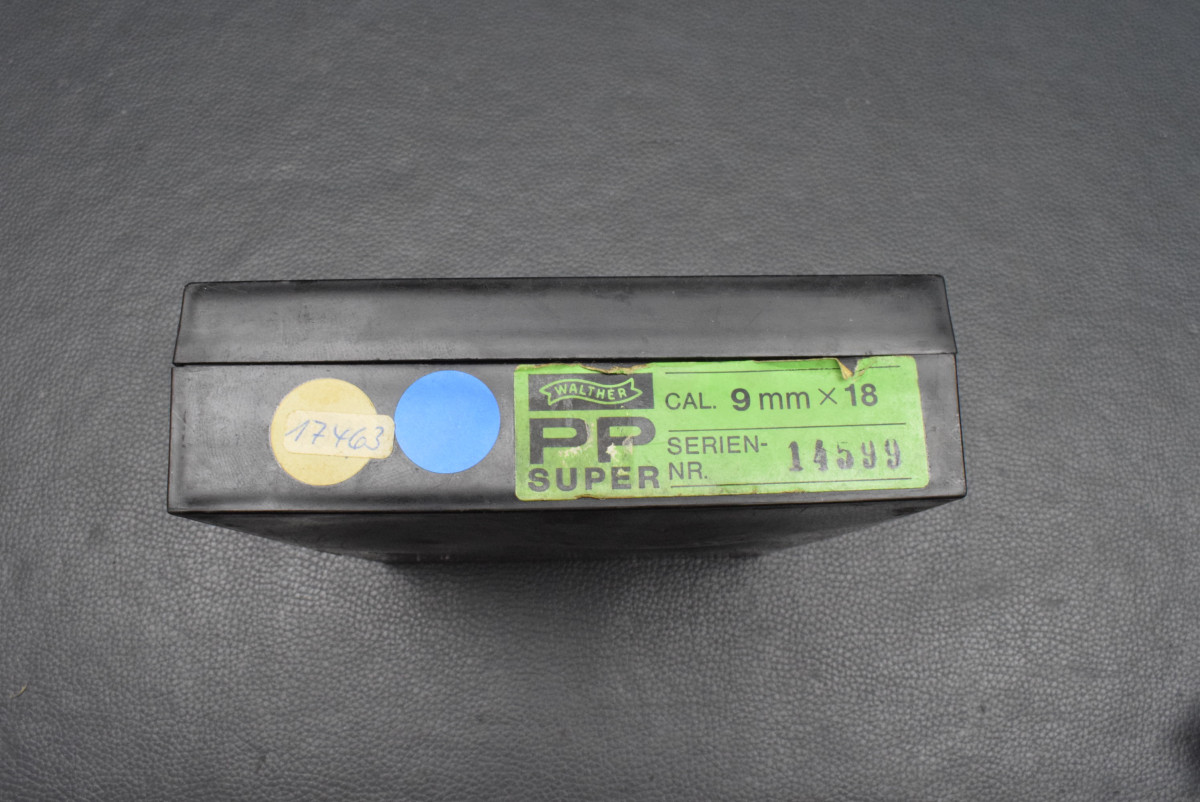 17463
WALTHER
PP
SUPER
CAL. 9 mm × 18
SERIEN-
NR. 14599